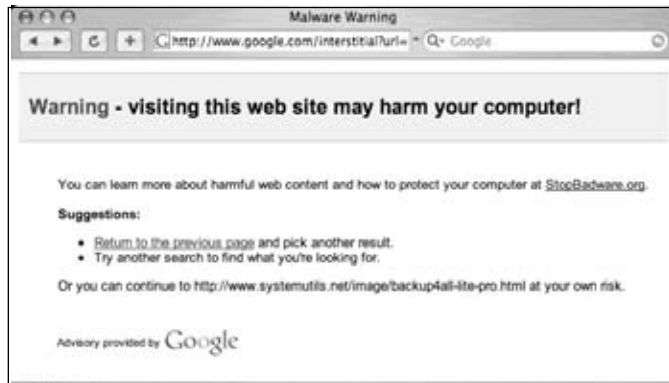 Malware Warning
http://www.google.com/interstitial?url= Google
Warning - visiting this web site may harm your computer!
You can learn more about harmful web content and how to protect your computer at StopBadware.org.
Suggestions:
• Return to the previous page and pick another result.
• Try another search to find what you're looking for.
Or you can continue to http://www.systemutils.net/image/backup4all-lite-pro.html at your own risk.
Advisory provided by Google